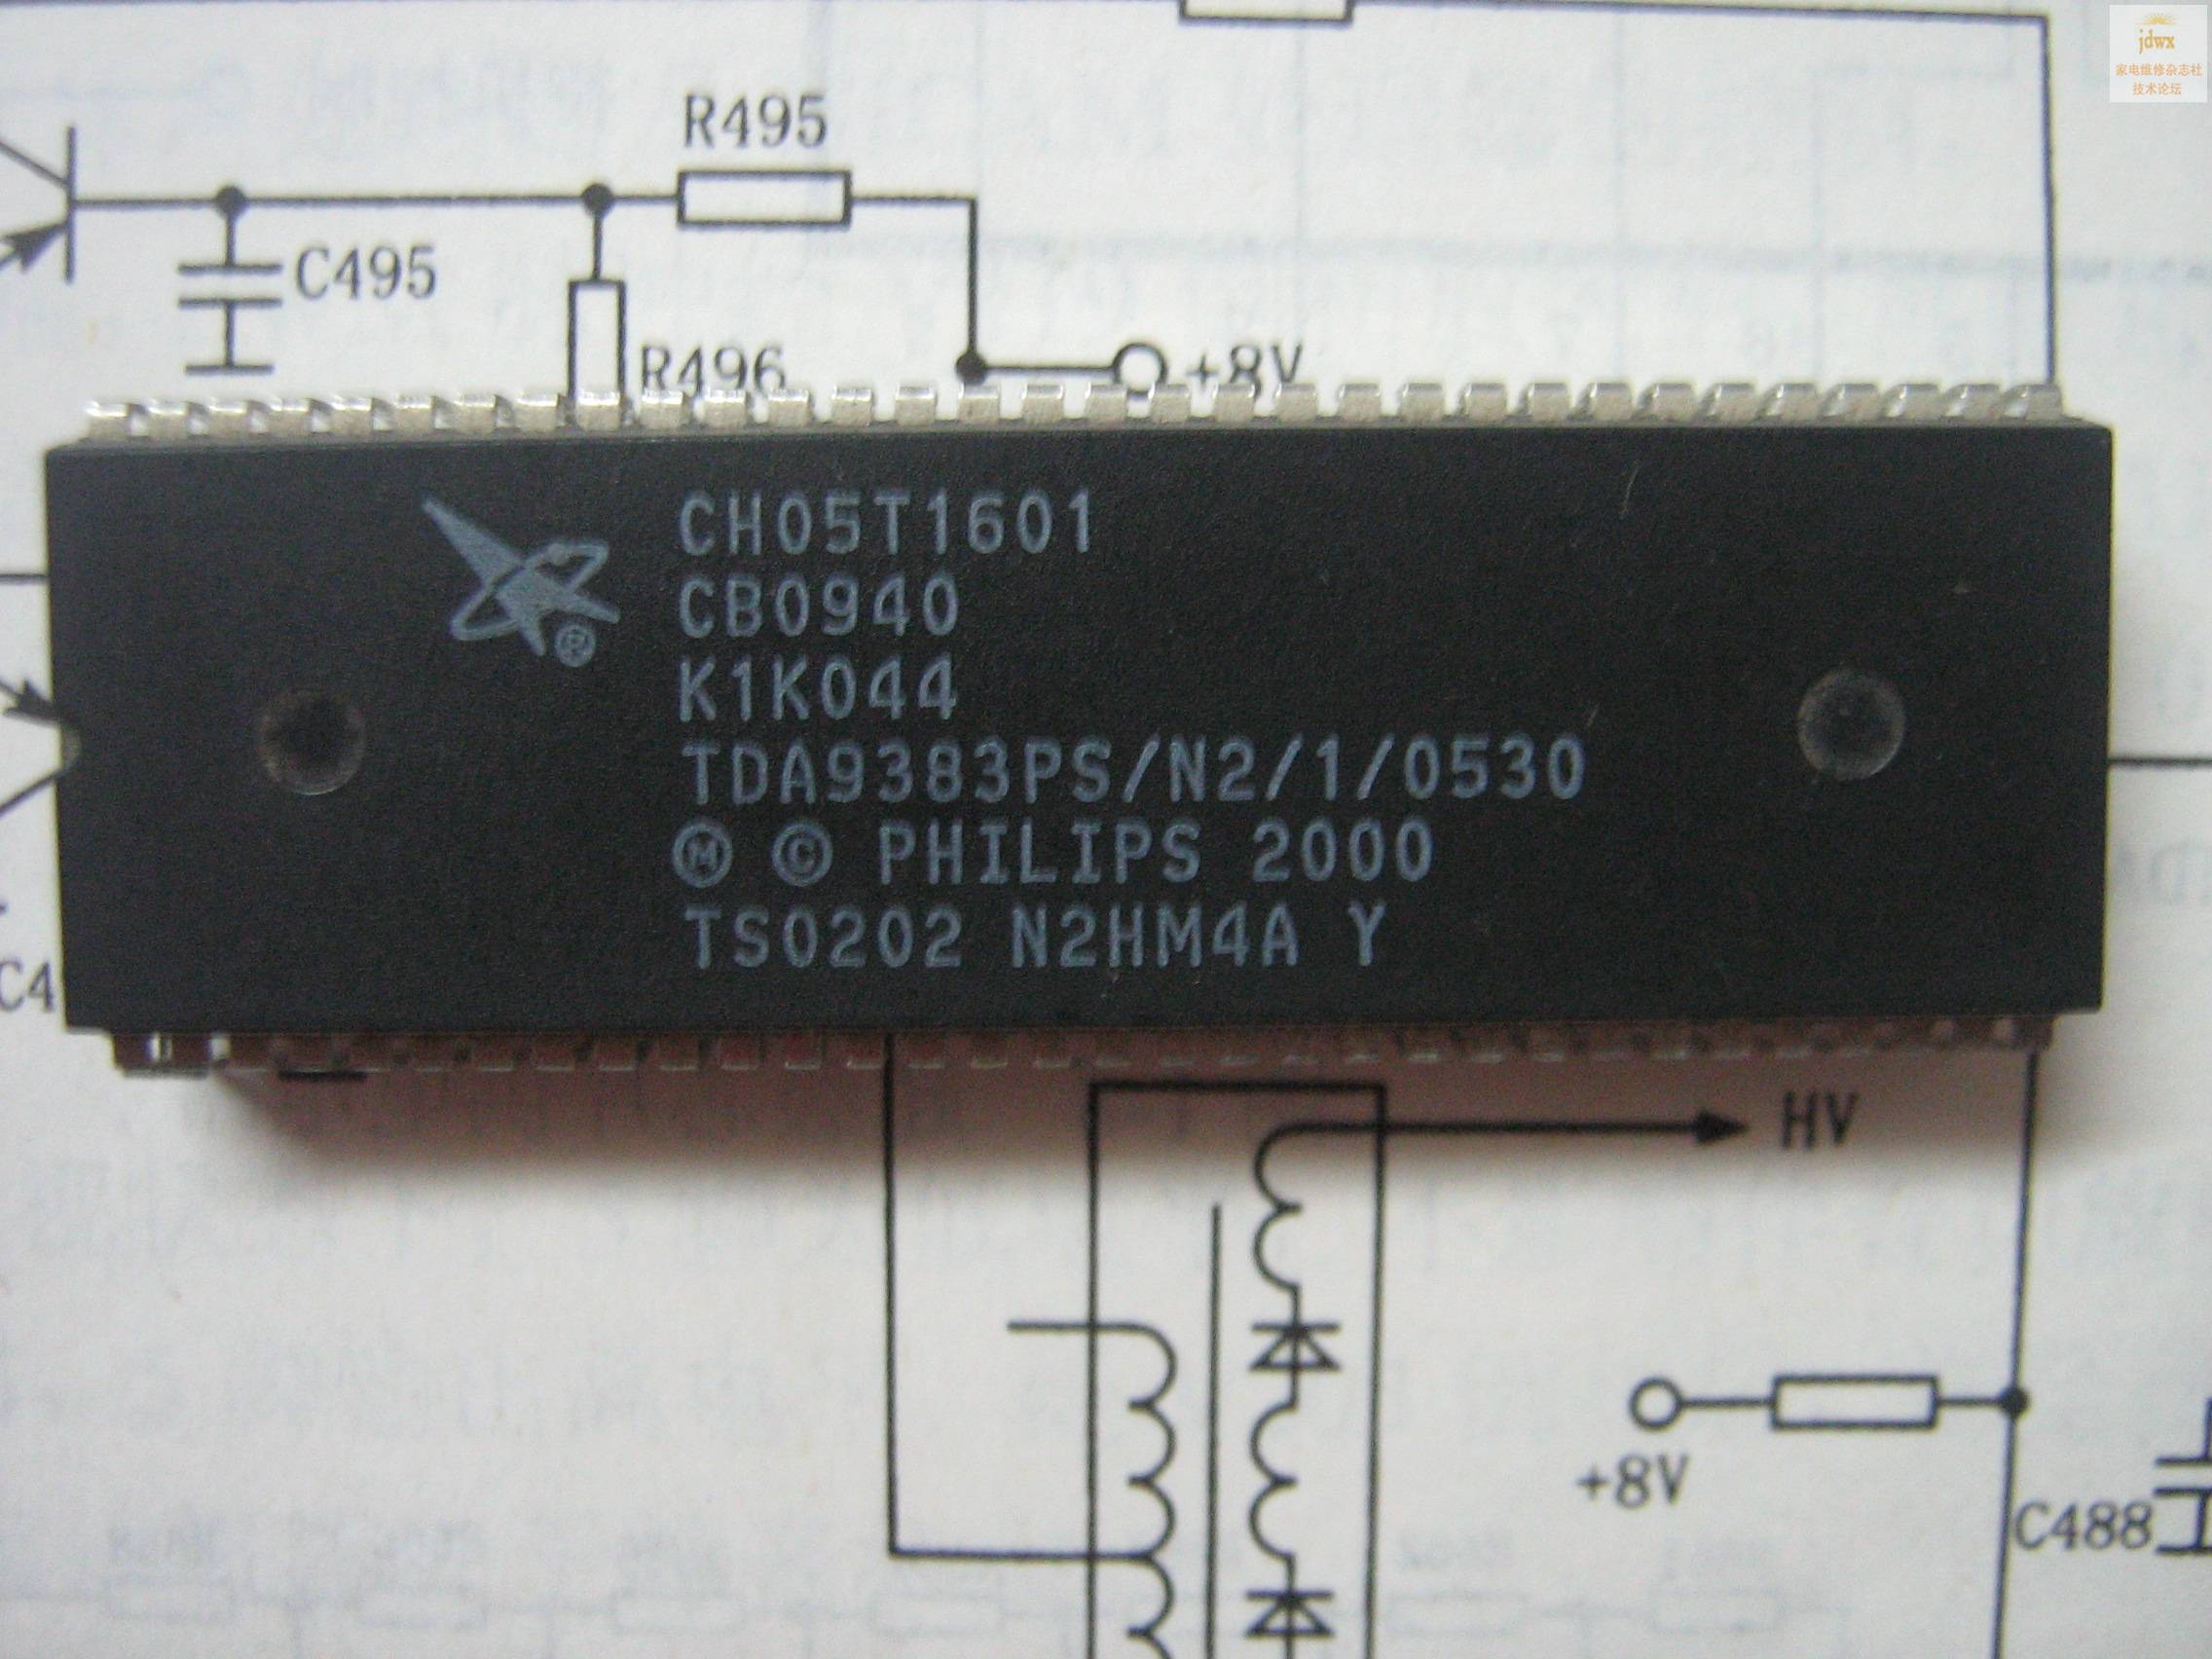 jdwx
家电维修杂志社
技术论坛
R495
C495
R496
+8V
CH05T1601
CB0940
K1K044
TDA9383PS/N2/1/0530
Ⓜ © PHILIPS 2000
TS0202 N2HM4A Y
®
C4
HV
+8V
C488